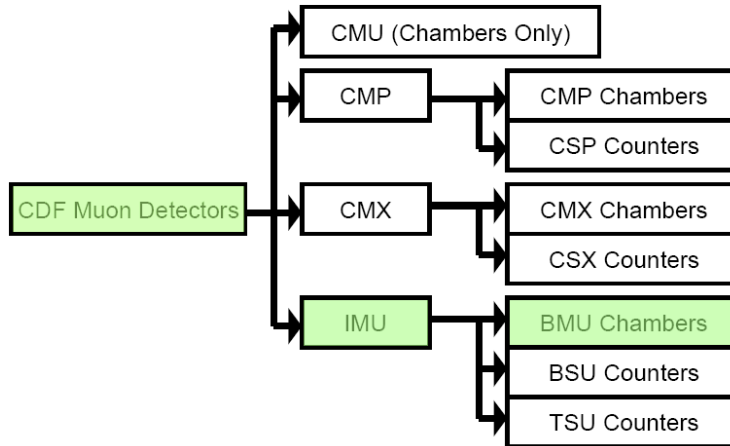 CMU (Chambers Only)
CMP
CMP Chambers
CSP Counters
CDF Muon Detectors
CMX
CMX Chambers
CSX Counters
IMU
BMU Chambers
BSU Counters
TSU Counters